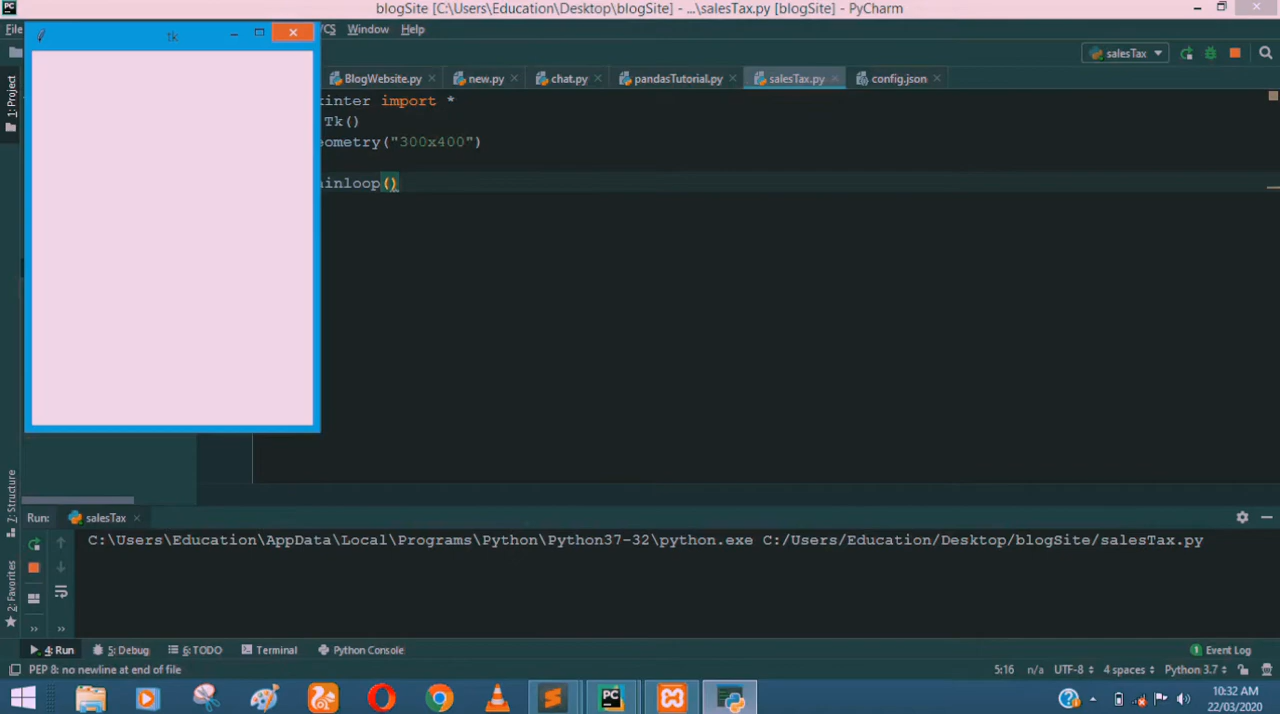 blogSite [C:\Users\Education\Desktop\blogSite] - ...\salesTax.py [blogSite] - PyCharm
File
Window Help
tk
salesTax
BlogWebsite.py new.py chat.py pandasTutorial.py salesTax.py config.json
import *
Tk()
("300x400")
()
1: Project
7: Structure
2: Favorites
Run: salesTax
C:\Users\Education\AppData\Local\Programs\Python\Python37-32\python.exe C:/Users/Education/Desktop/blogSite/salesTax.py
4: Run 5: Debug 6: TODO Terminal Python Console 1 Event Log
PEP 8: no newline at end of file 5:16 n/a UTF-8 4 spaces Python 3.7
10:32 AM
22/03/2020